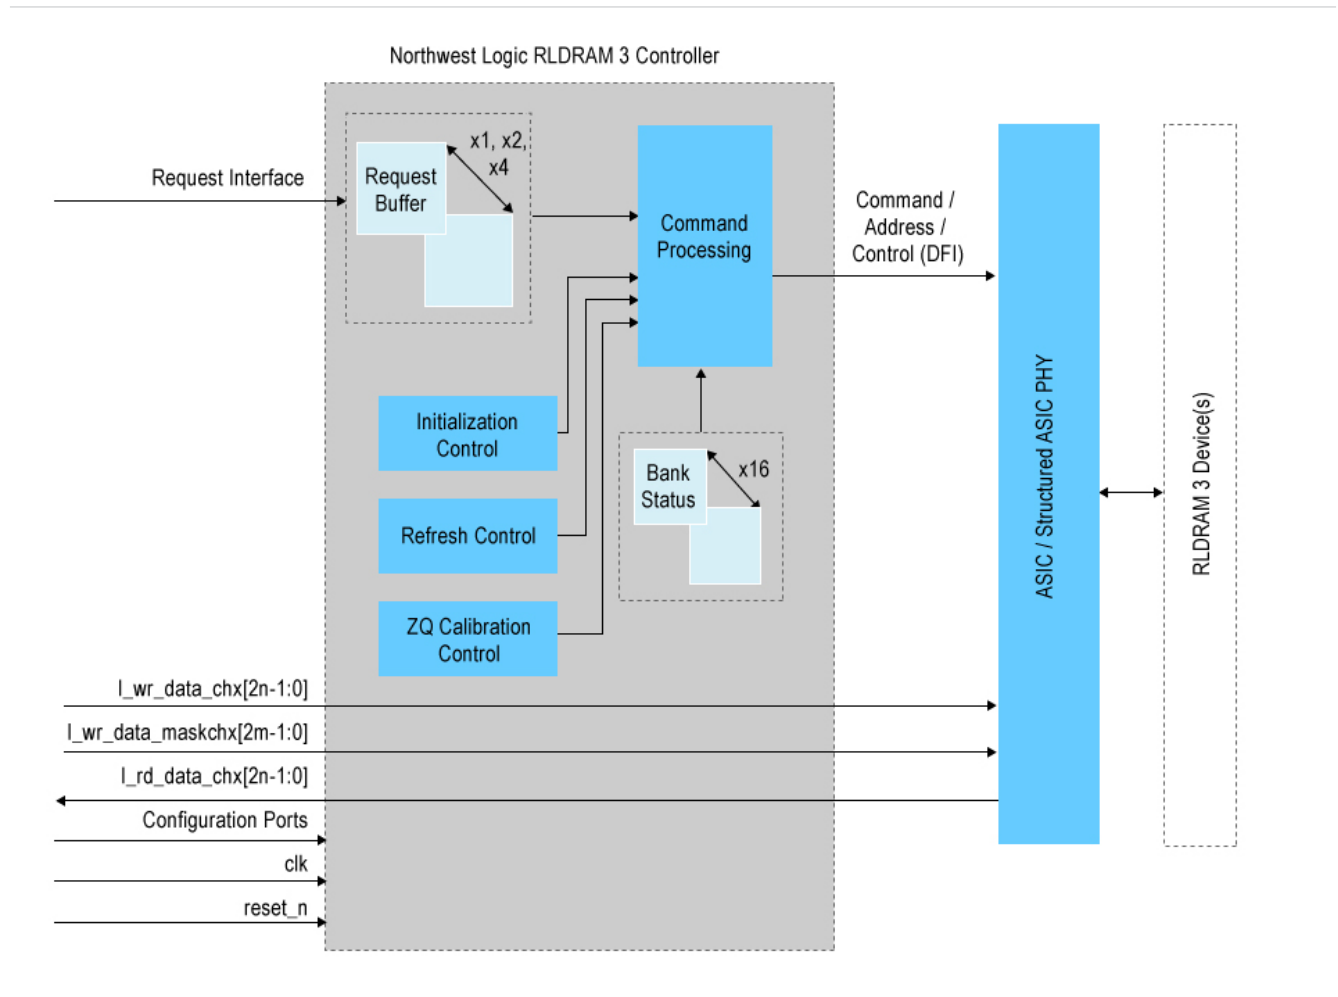 Northwest Logic RLDRAM 3 Controller
x1, x2,
x4
Request Interface
Request
Buffer
Command
Processing
Command /
Address /
Control (DFI)
Initialization
Control
Bank
Status
x16
Refresh Control
ZQ Calibration
Control
ASIC / Structured ASIC PHY
RLDRAM 3 Device(s)
l_wr_data_chx[2n-1:0]
l_wr_data_maskchx[2m-1:0]
l_rd_data_chx[2n-1:0]
Configuration Ports
clk
reset_n